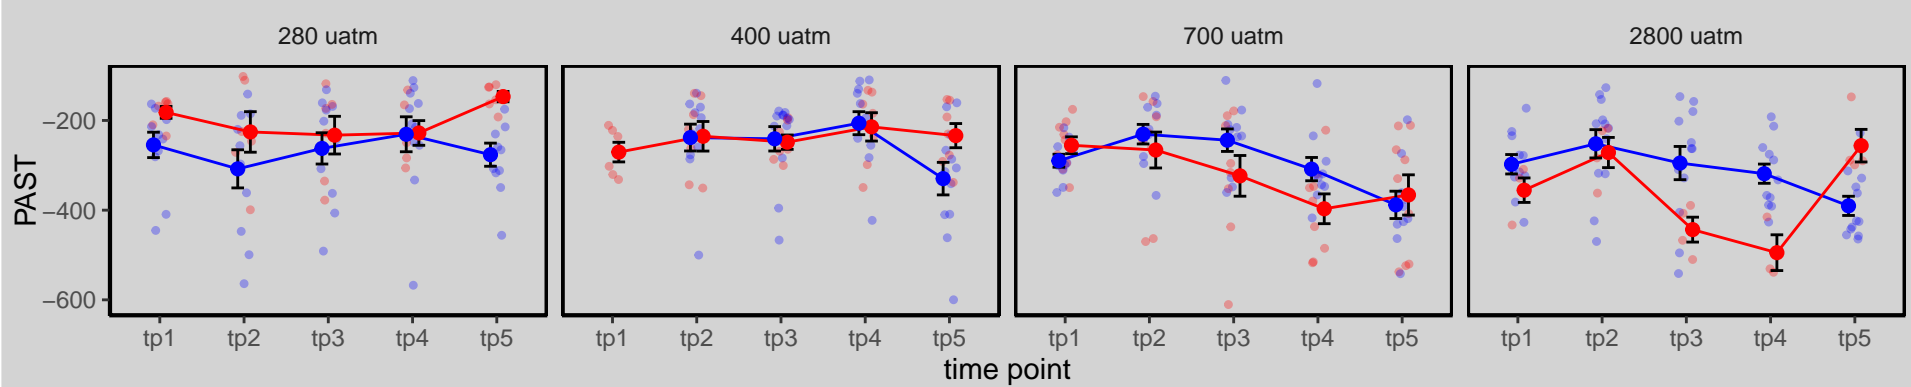 280 uatm
400 uatm
700 uatm
2800 uatm
PAST
−200
−400
−600
tp1 tp2 tp3 tp4 tp5
tp1 tp2 tp3 tp4 tp5
tp1 tp2 tp3 tp4 tp5
tp1 tp2 tp3 tp4 tp5
time point